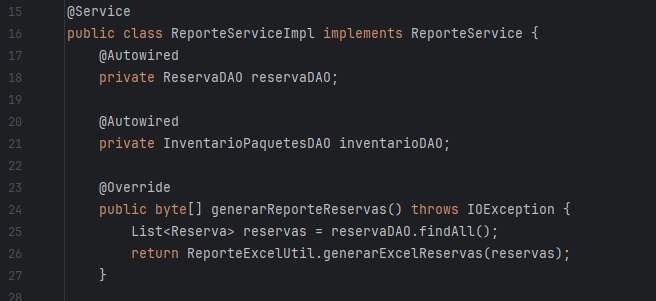 15 @Service
16 public class ReporteServiceImpl implements ReporteService {
17     @Autowired
18     private ReservaDAO reservaDAO;
19
20     @Autowired
21     private InventarioPaquetesDAO inventarioDAO;
22
23     @Override
24     public byte[] generarReporteReservas() throws IOException {
25         List<Reserva> reservas = reservaDAO.findAll();
26         return ReporteExcelUtil.generarExcelReservas(reservas);
27     }
28